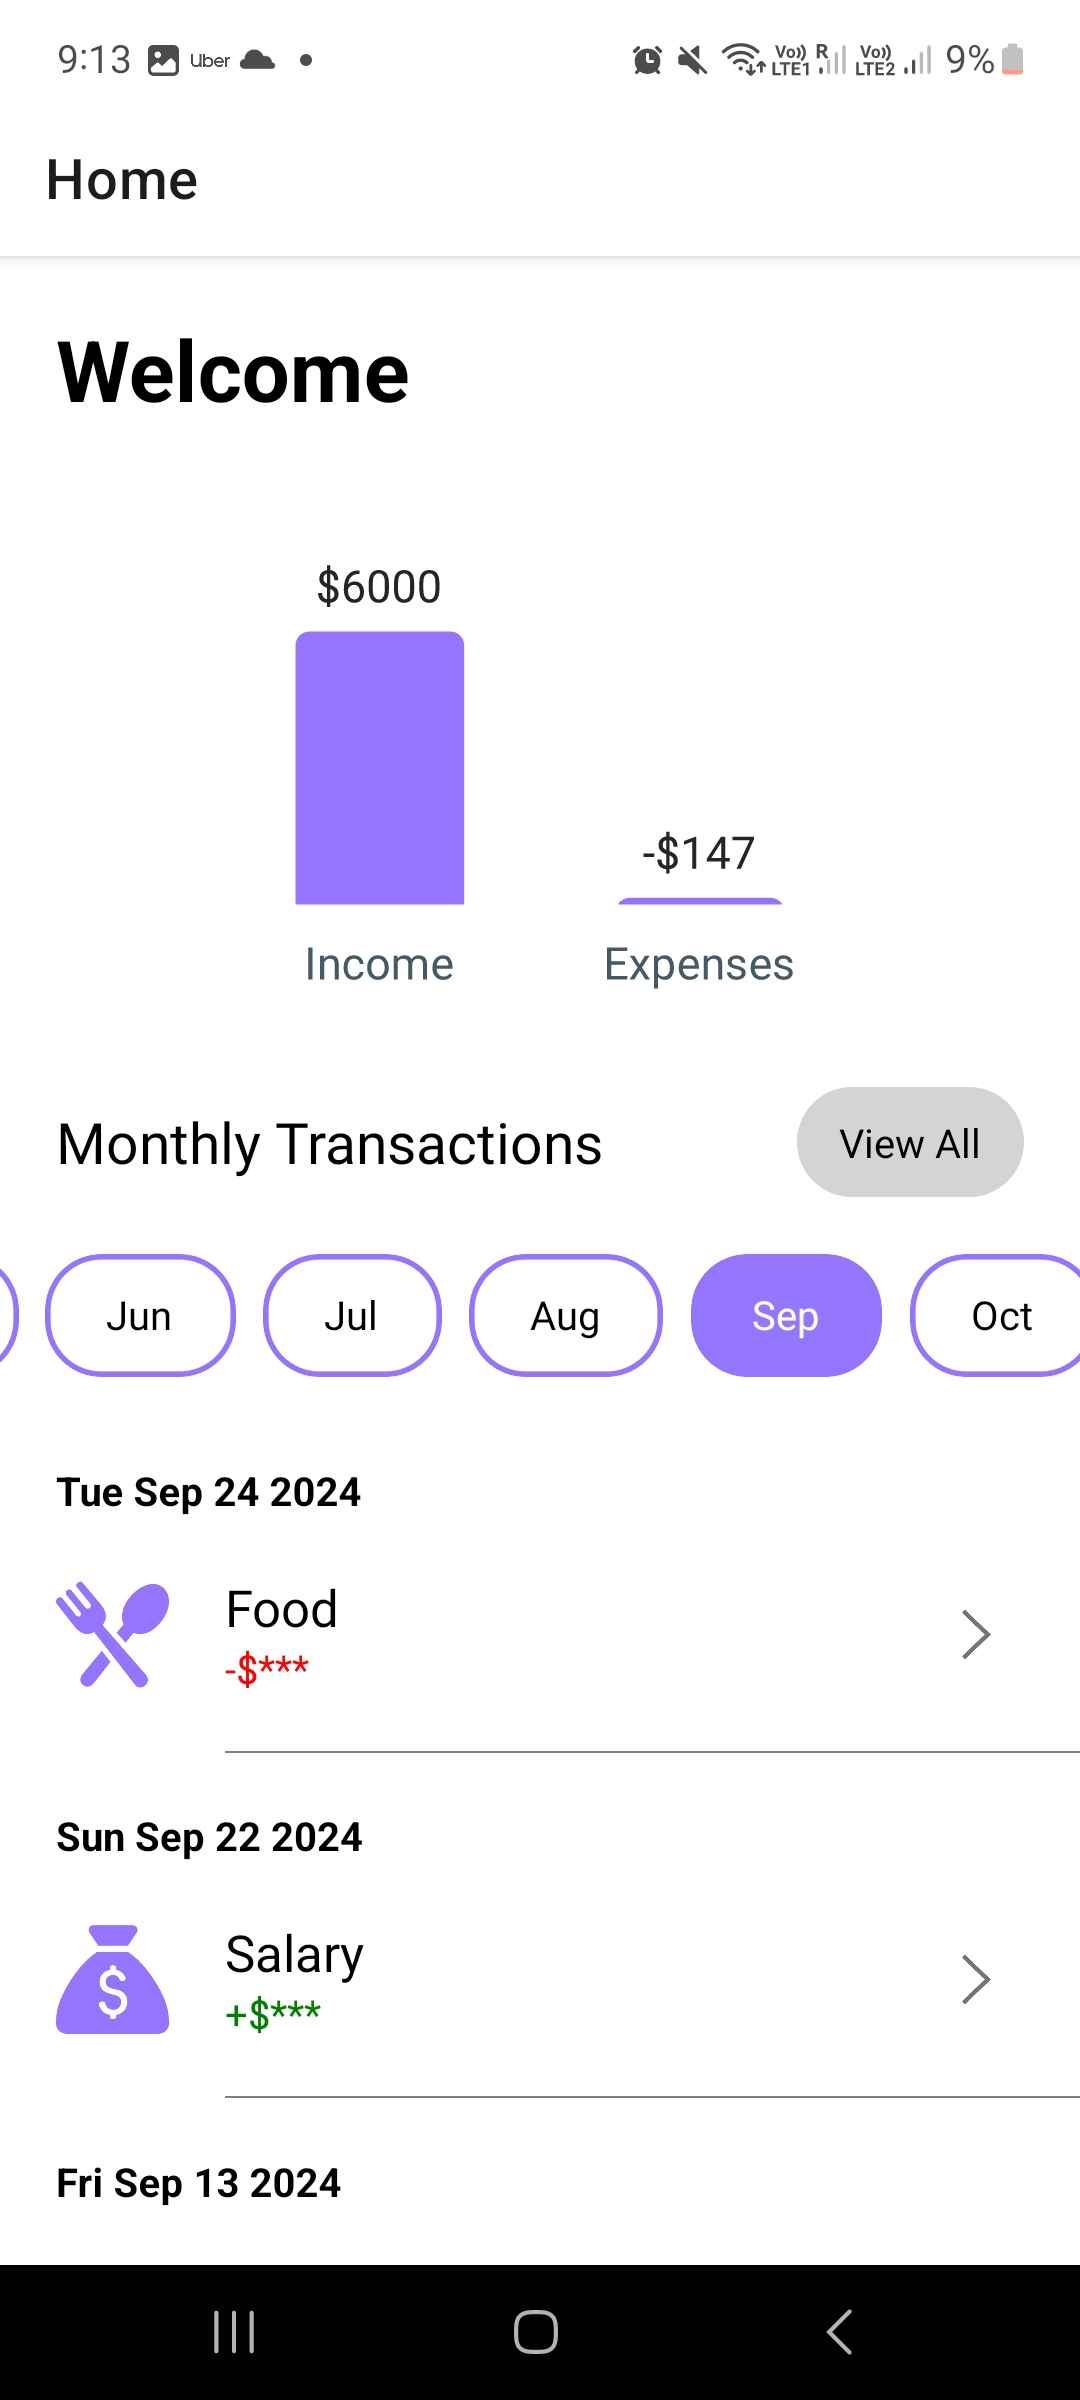 9:13 Uber Vo)) R Vo)) 9%
LTE1 LTE2
Home
Welcome
$6000
-$147
Income Expenses
Monthly Transactions View All
Jun Jul Aug Sep Oct
Tue Sep 24 2024
Food
-$***
Sun Sep 22 2024
$ Salary
+$***
Fri Sep 13 2024